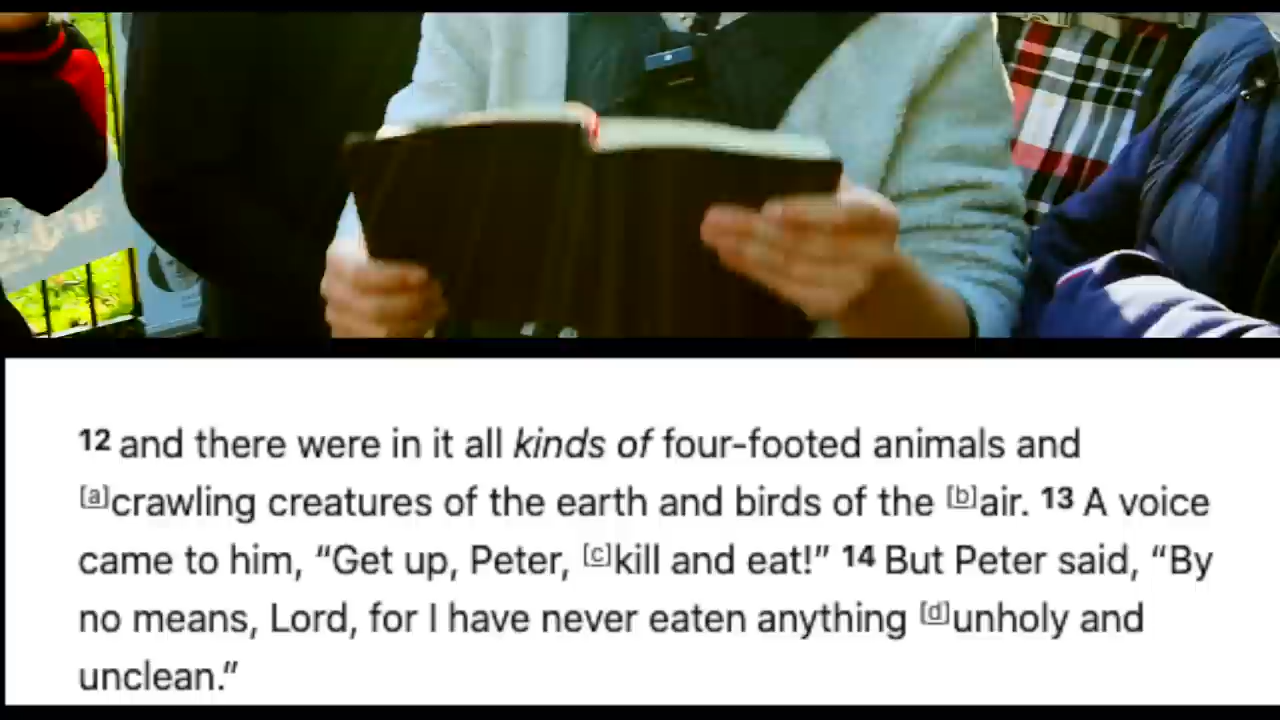 12 and there were in it all kinds of four-footed animals and
[a]crawling creatures of the earth and birds of the [b]air. 13 A voice
came to him, “Get up, Peter, [c]kill and eat!” 14 But Peter said, “By
no means, Lord, for I have never eaten anything [d]unholy and
unclean.”